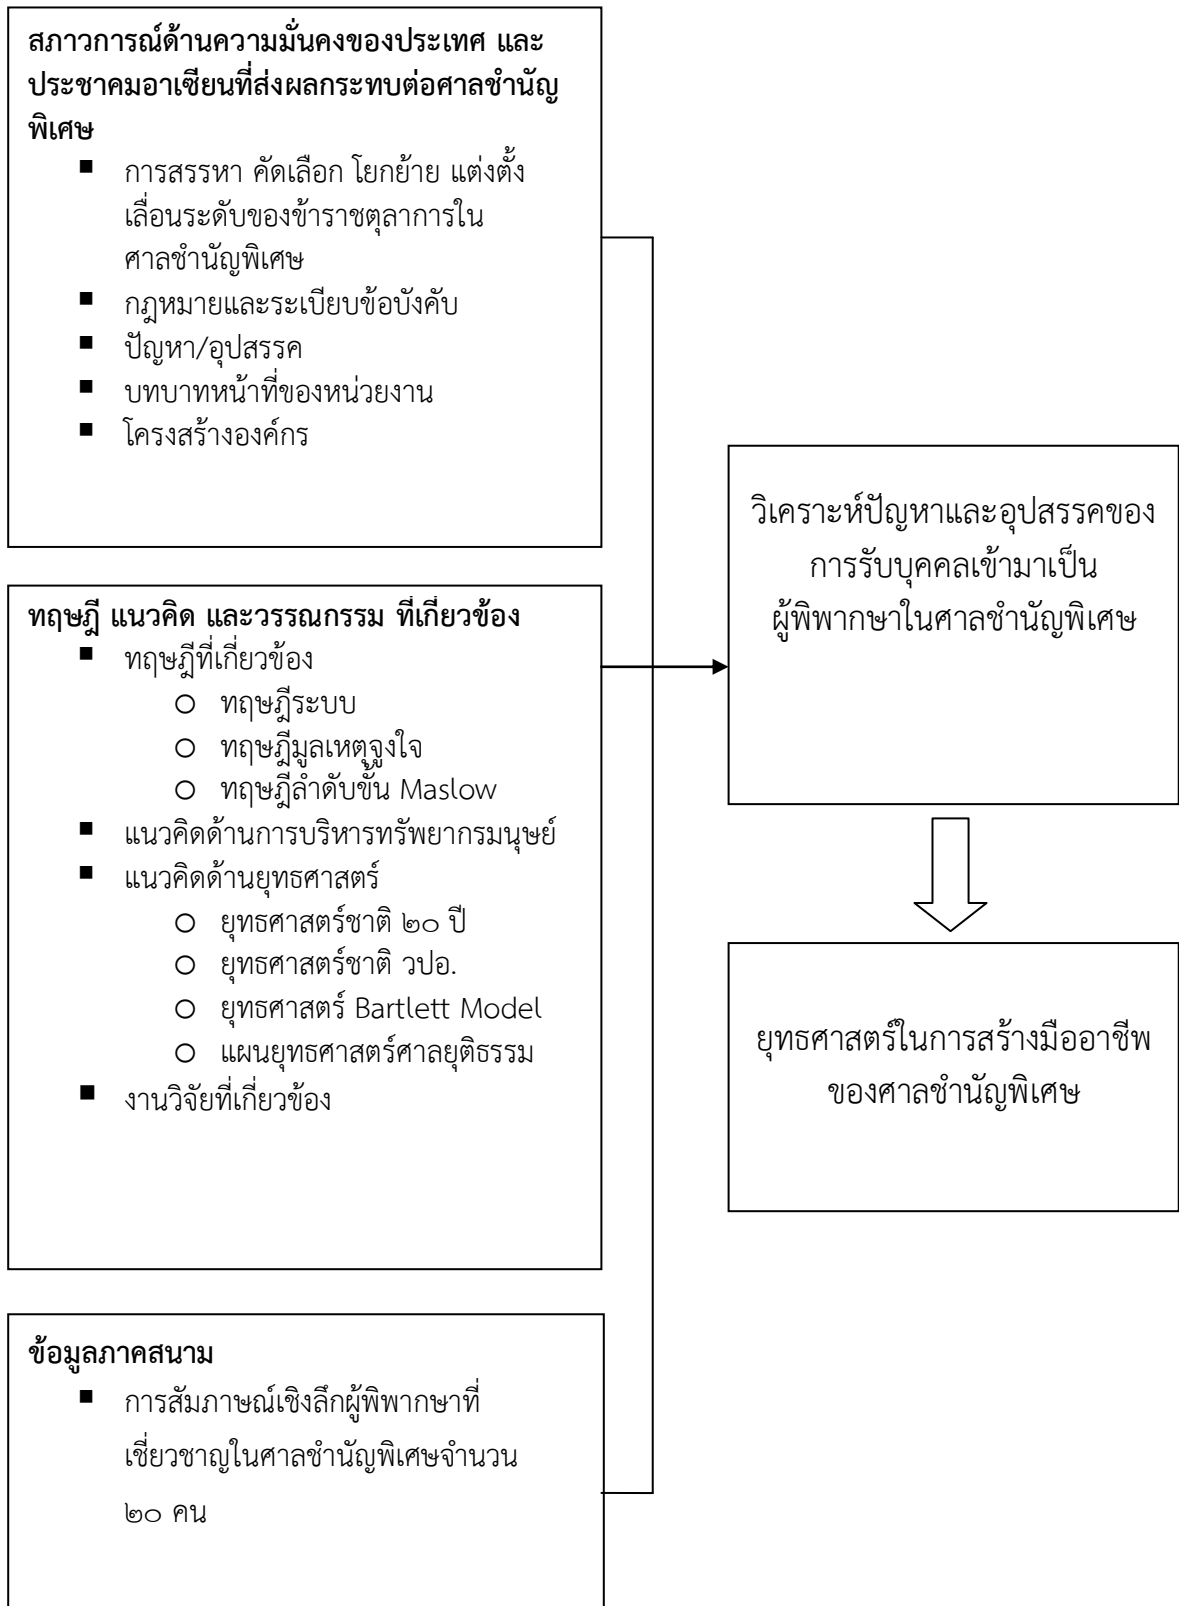 สภาวการณ์ด้านความมั่นคงของประเทศ และ
ประชาคมอาเซียนที่ส่งผลกระทบต่อศาลชำนัญ
พิเศษ
▪ การสรรหา คัดเลือก โยกย้าย แต่งตั้ง
เลื่อนระดับของข้าราชตุลาการใน
ศาลชำนัญพิเศษ
▪ กฎหมายและระเบียบข้อบังคับ
▪ ปัญหา/อุปสรรค
▪ บทบาทหน้าที่ของหน่วยงาน
▪ โครงสร้างองค์กร
ทฤษฎี แนวคิด และวรรณกรรม ที่เกี่ยวข้อง
▪ ทฤษฎีที่เกี่ยวข้อง
o ทฤษฎีระบบ
o ทฤษฎีมูลเหตุจูงใจ
o ทฤษฎีลำดับขั้น Maslow
▪ แนวคิดด้านการบริหารทรัพยากรมนุษย์
▪ แนวคิดด้านยุทธศาสตร์
o ยุทธศาสตร์ชาติ ๒๐ ปี
o ยุทธศาสตร์ชาติ วปอ.
o ยุทธศาสตร์ Bartlett Model
o แผนยุทธศาสตร์ศาลยุติธรรม
▪ งานวิจัยที่เกี่ยวข้อง
ข้อมูลภาคสนาม
▪ การสัมภาษณ์เชิงลึกผู้พิพากษาที่
เชี่ยวชาญในศาลชำนัญพิเศษจำนวน
๒๐ คน
วิเคราะห์ปัญหาและอุปสรรคของ
การรับบุคคลเข้ามาเป็น
ผู้พิพากษาในศาลชำนัญพิเศษ
ยุทธศาสตร์ในการสร้างมืออาชีพ
ของศาลชำนัญพิเศษ